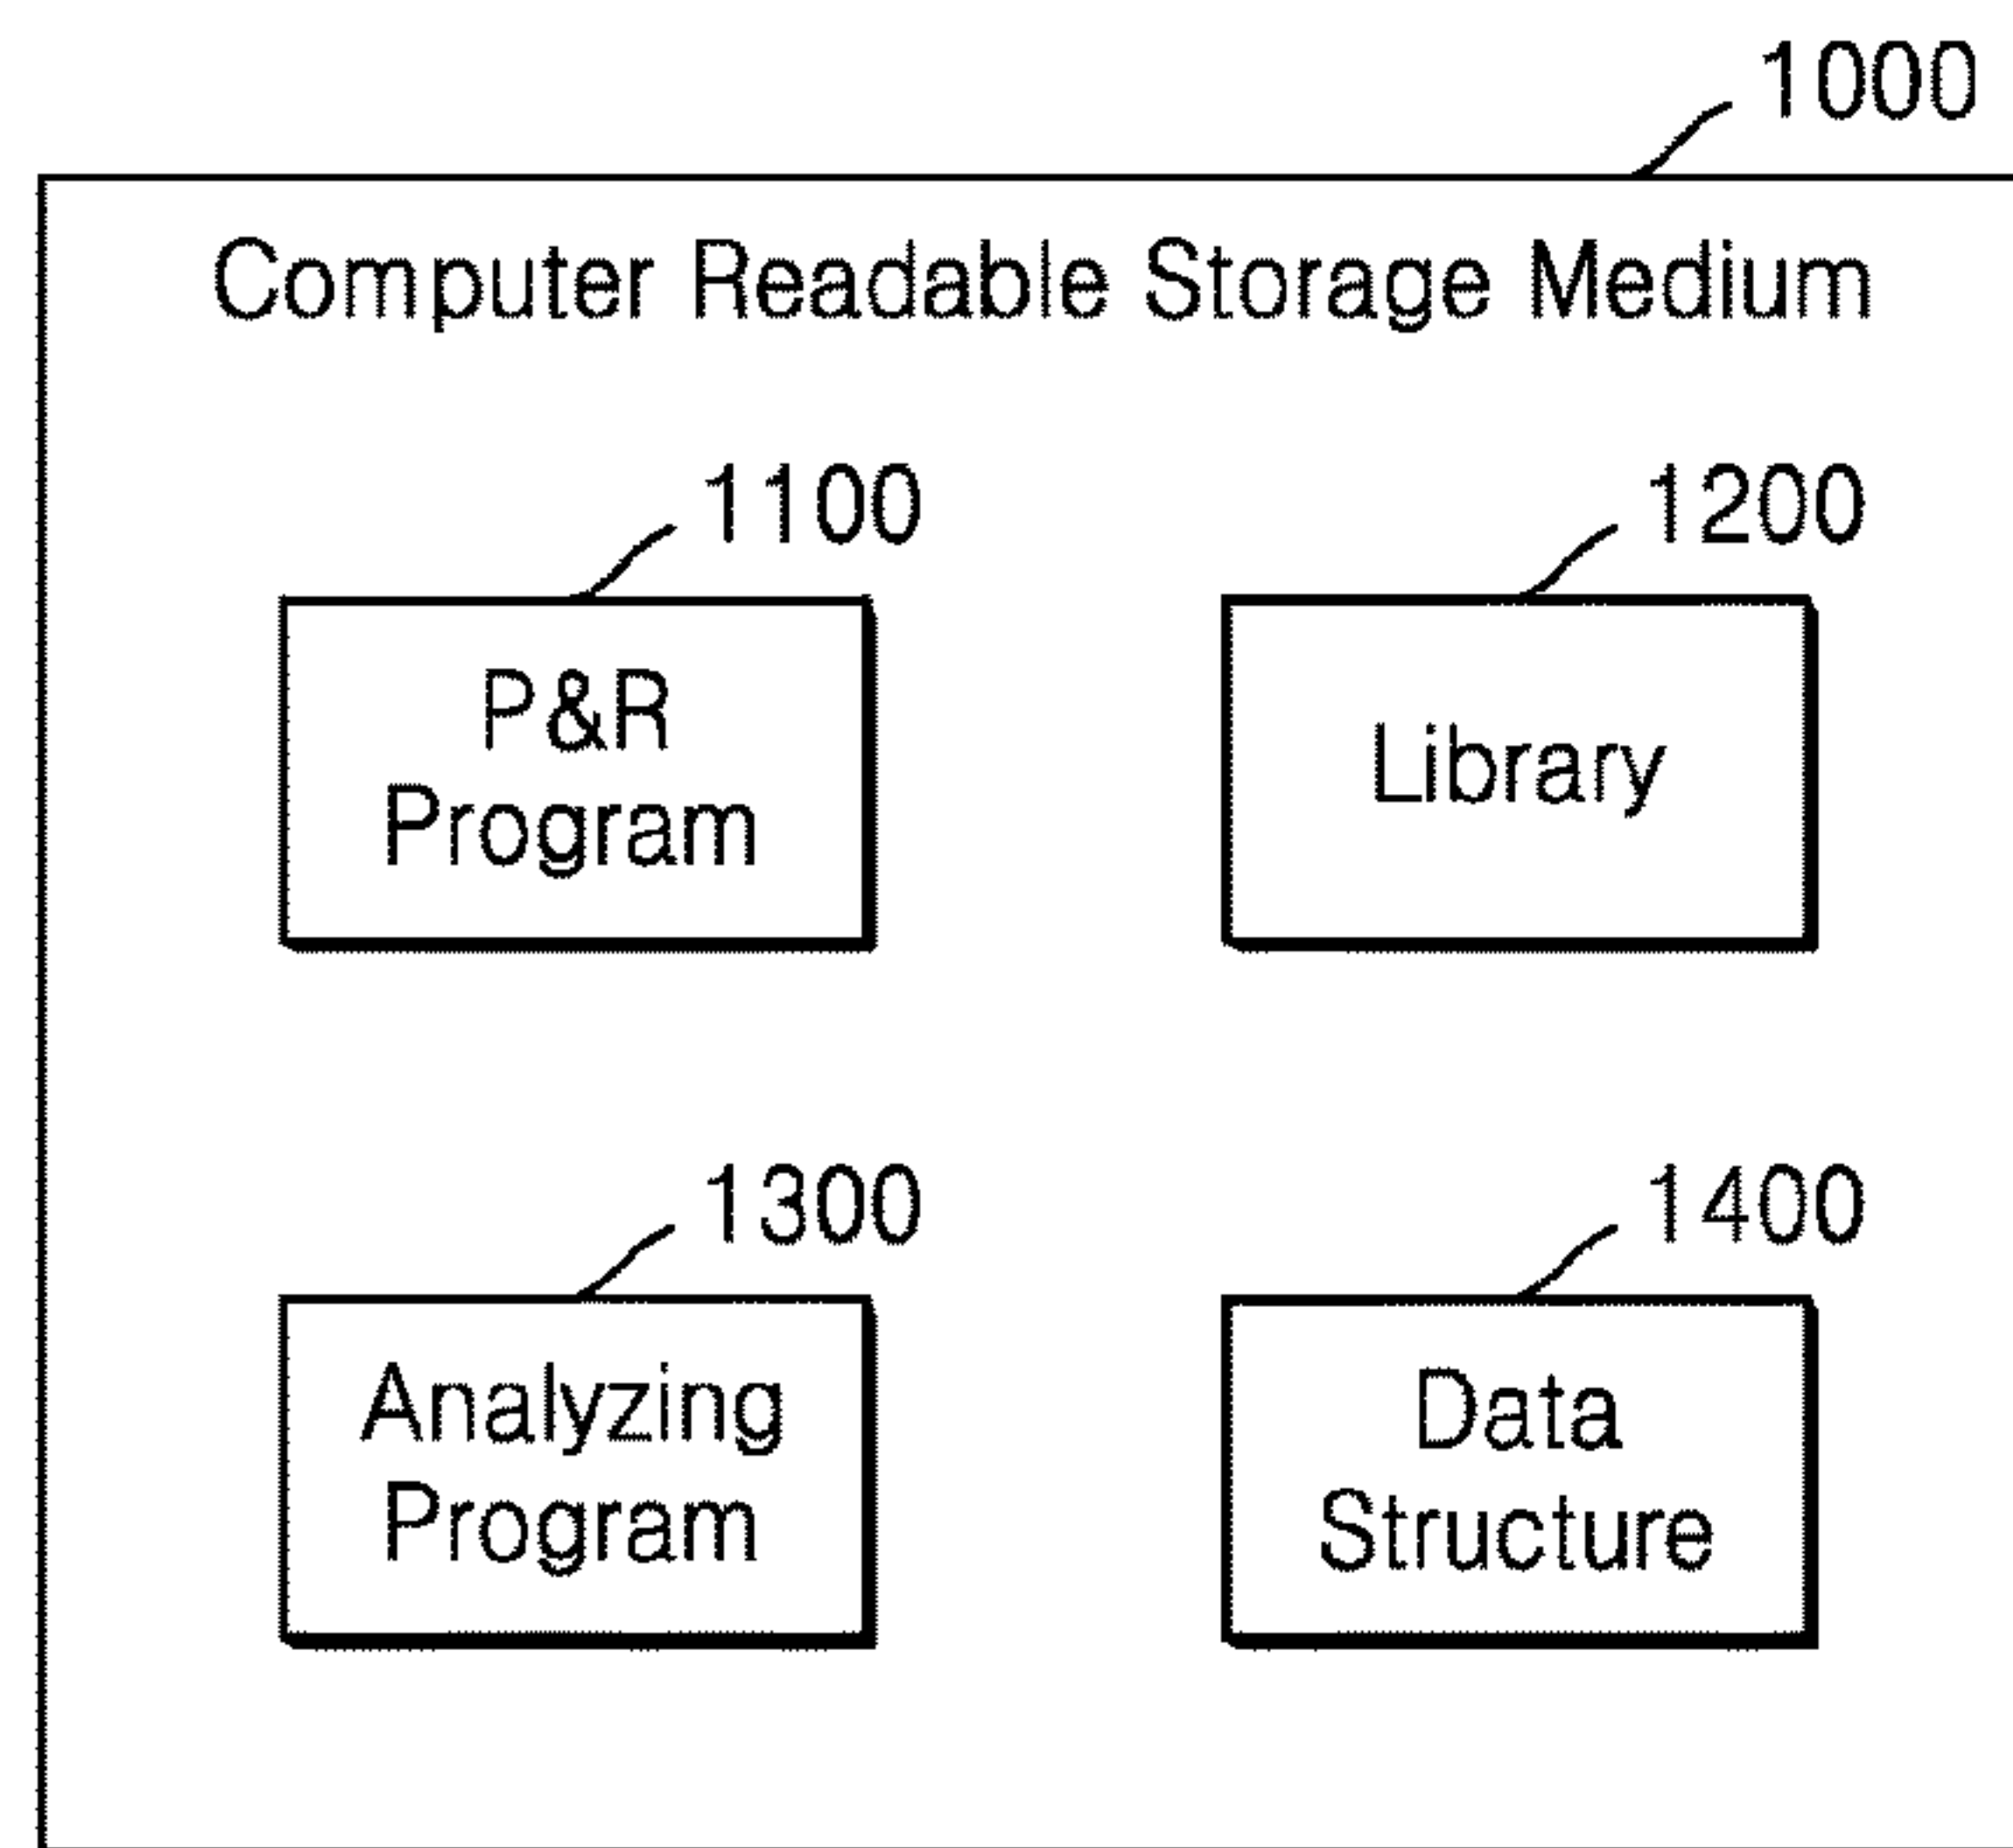 1000
Computer Readable Storage Medium
1100
1200
P&R
Program
Library
1300
1400
Analyzing
Program
Data
Structure